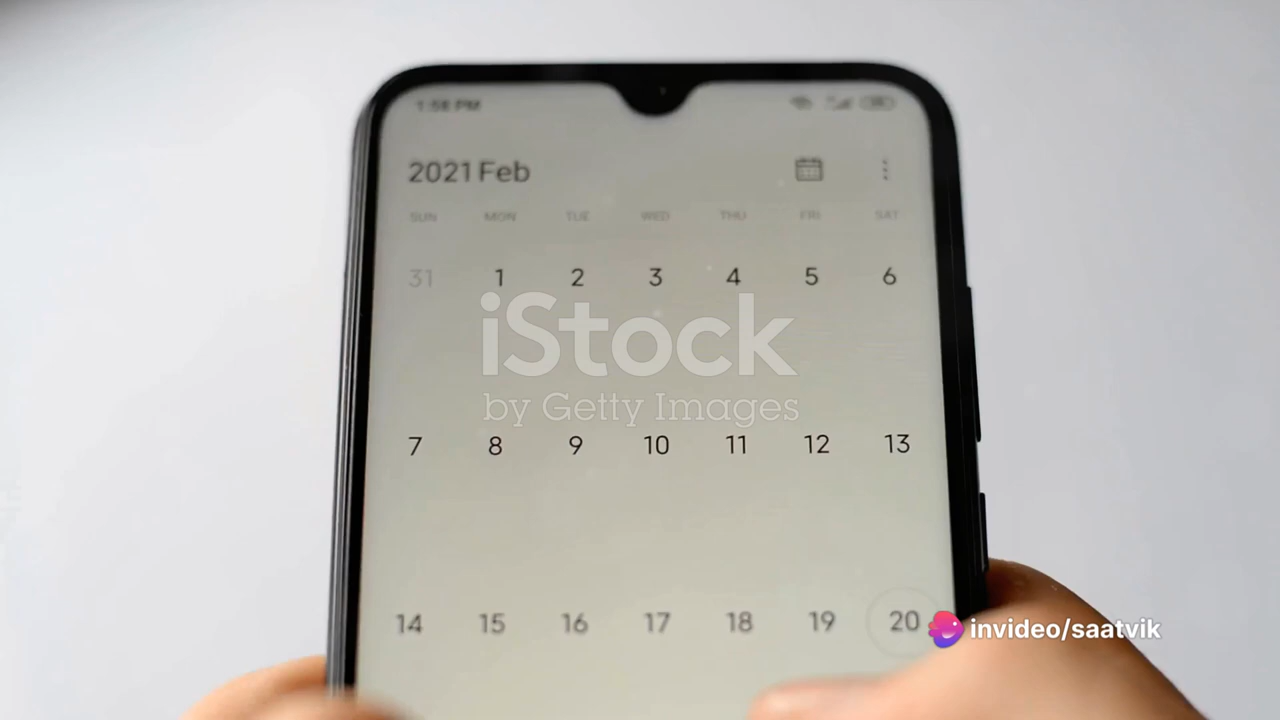 1:58 PM
2021 Feb
SUN MON TUE WED THU FRI SAT
31 1 2 3 4 5 6
iStock
by Getty Images
7 8 9 10 11 12 13
14 15 16 17 18 19 20
invideo/saatvik